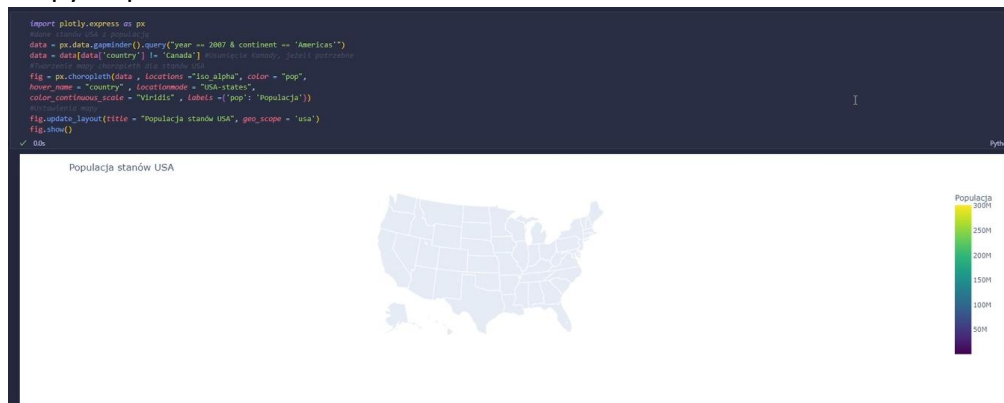 import plotly.express as px
#dane stanów USA z populacją
data = px.data.gapminder().query("year == 2007 & continent == 'Americas'")
data = data[data['country'] != 'Canada'] #Usunięcie Kanady, jeżeli potrzebne
#Tworzenie mapy choropleth dla stanów USA
fig = px.choropleth(data , locations ="iso_alpha", color = "pop",
hover_name = "country" , locationmode = "USA-states",
color_continuous_scale = "Viridis" , labels ={'pop': 'Populacja'})
#Ustawienie mapy
fig.update_layout(title = "Populacja stanów USA", geo_scope = 'usa')
fig.show()
✓ 0.0s
Populacja stanów USA
Populacja
300M
250M
200M
150M
100M
50M